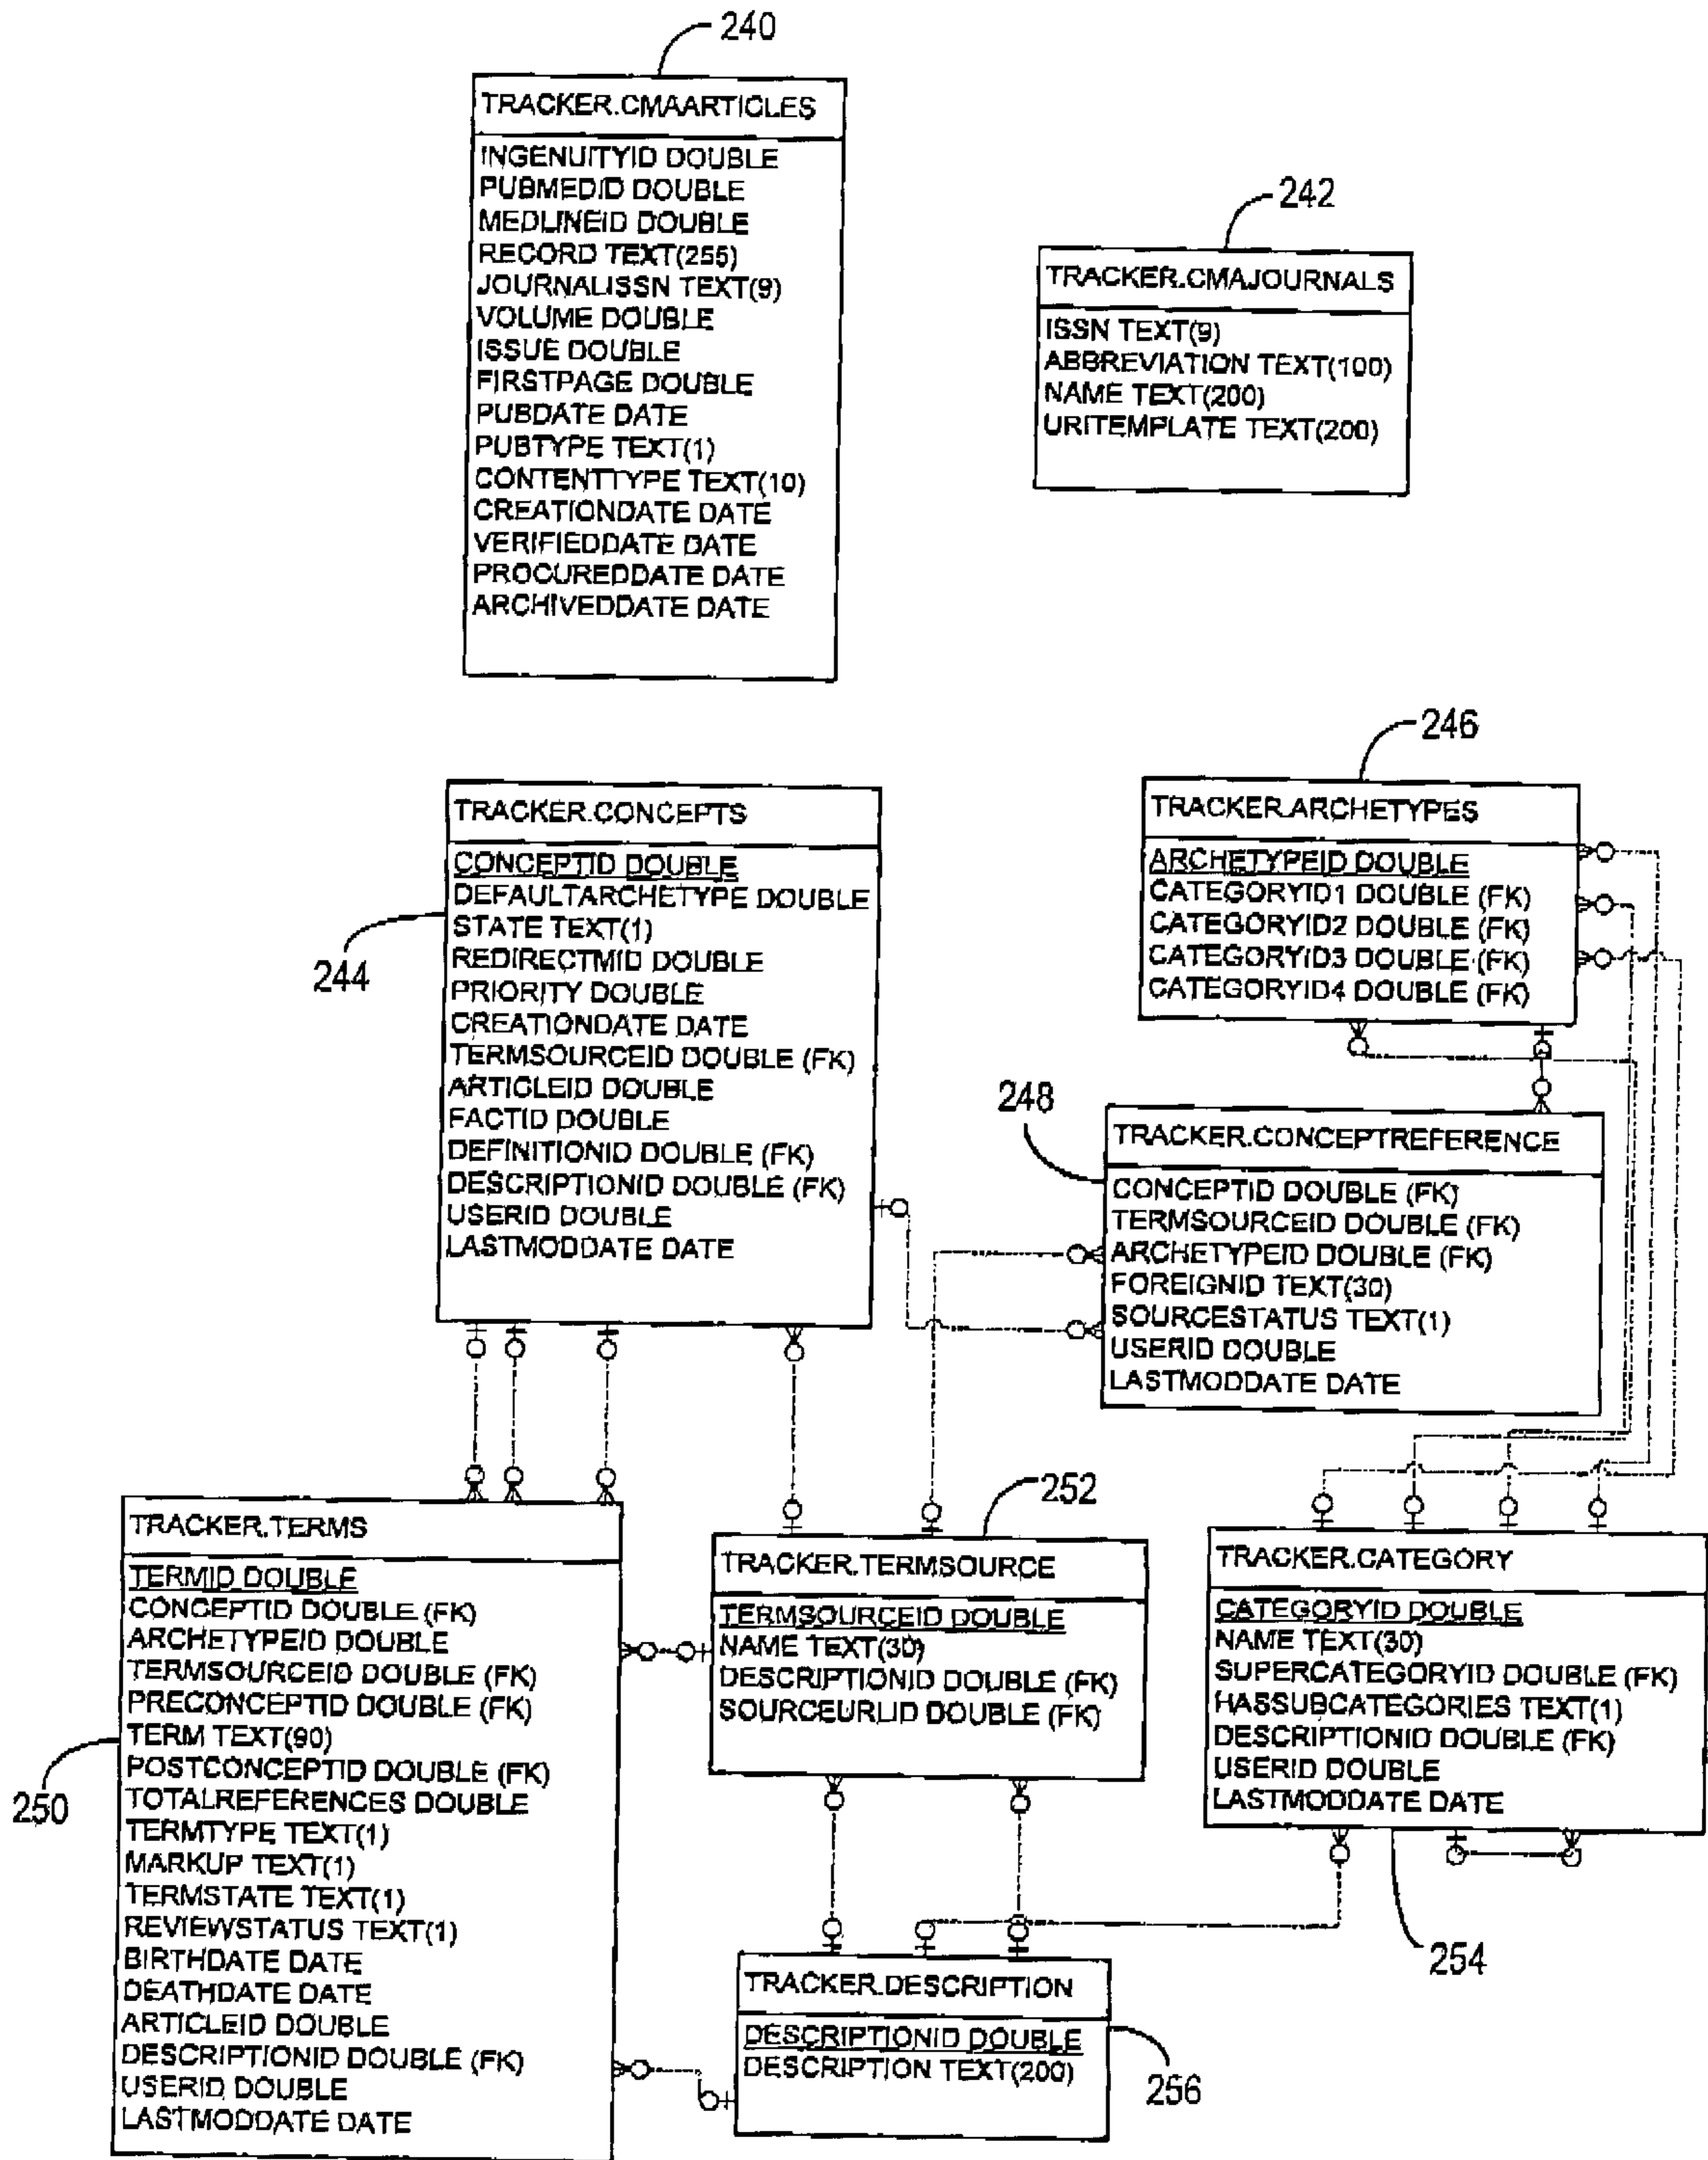 240
TRACKER.CMAARTICLES
INGENUITYID DOUBLE
PUBMEDID DOUBLE
MEDLINEID DOUBLE
RECORD TEXT(255)
JOURNALISSN TEXT(9)
VOLUME DOUBLE
ISSUE DOUBLE
FIRSTPAGE DOUBLE
PUBDATE DATE
PUBTYPE TEXT(1)
CONTENTTYPE TEXT(10)
CREATIONDATE DATE
VERIFIEDDATE DATE
PROCUREDDATE DATE
ARCHIVEDDATE DATE
242
TRACKER.CMAJOURNALS
ISSN TEXT(9)
ABBREVIATION TEXT(100)
NAME TEXT(200)
URITEMPLATE TEXT(200)
244
TRACKER.CONCEPTS
CONCEPTID DOUBLE
DEFAULTARCHETYPE DOUBLE
STATE TEXT(1)
REDIRECTMID DOUBLE
PRIORITY DOUBLE
CREATIONDATE DATE
TERMSOURCEID DOUBLE (FK)
ARTICLEID DOUBLE
FACTID DOUBLE
DEFINITIONID DOUBLE (FK)
DESCRIPTIONID DOUBLE (FK)
USERID DOUBLE
LASTMODDATE DATE
246
TRACKER.ARCHETYPES
ARCHETYPEID DOUBLE
CATEGORYID1 DOUBLE (FK)
CATEGORYID2 DOUBLE (FK)
CATEGORYID3 DOUBLE (FK)
CATEGORYID4 DOUBLE (FK)
248
TRACKER.CONCEPTREFERENCE
CONCEPTID DOUBLE (FK)
TERMSOURCEID DOUBLE (FK)
ARCHETYPEID DOUBLE (FK)
FOREIGNID TEXT(30)
SOURCESTATUS TEXT(1)
USERID DOUBLE
LASTMODDATE DATE
250
TRACKER.TERMS
TERMID DOUBLE
CONCEPTID DOUBLE (FK)
ARCHETYPEID DOUBLE
TERMSOURCEID DOUBLE (FK)
PRECONCEPTID DOUBLE (FK)
TERM TEXT(90)
POSTCONCEPTID DOUBLE (FK)
TOTALREFERENCES DOUBLE
TERMTYPE TEXT(1)
MARKUP TEXT(1)
TERMSTATE TEXT(1)
REVIEWSTATUS TEXT(1)
BIRTHDATE DATE
DEATHDATE DATE
ARTICLEID DOUBLE
DESCRIPTIONID DOUBLE (FK)
USERID DOUBLE
LASTMODDATE DATE
252
TRACKER.TERMSOURCE
TERMSOURCEID DOUBLE
NAME TEXT(30)
DESCRIPTIONID DOUBLE (FK)
SOURCEURLID DOUBLE (FK)
TRACKER.CATEGORY
CATEGORYID DOUBLE
NAME TEXT(30)
SUPERCATEGORYID DOUBLE (FK)
HASSUBCATEGORIES TEXT(1)
DESCRIPTIONID DOUBLE (FK)
USERID DOUBLE
LASTMODDATE DATE
254
TRACKER.DESCRIPTION
DESCRIPTIONID DOUBLE
DESCRIPTION TEXT(200)
256